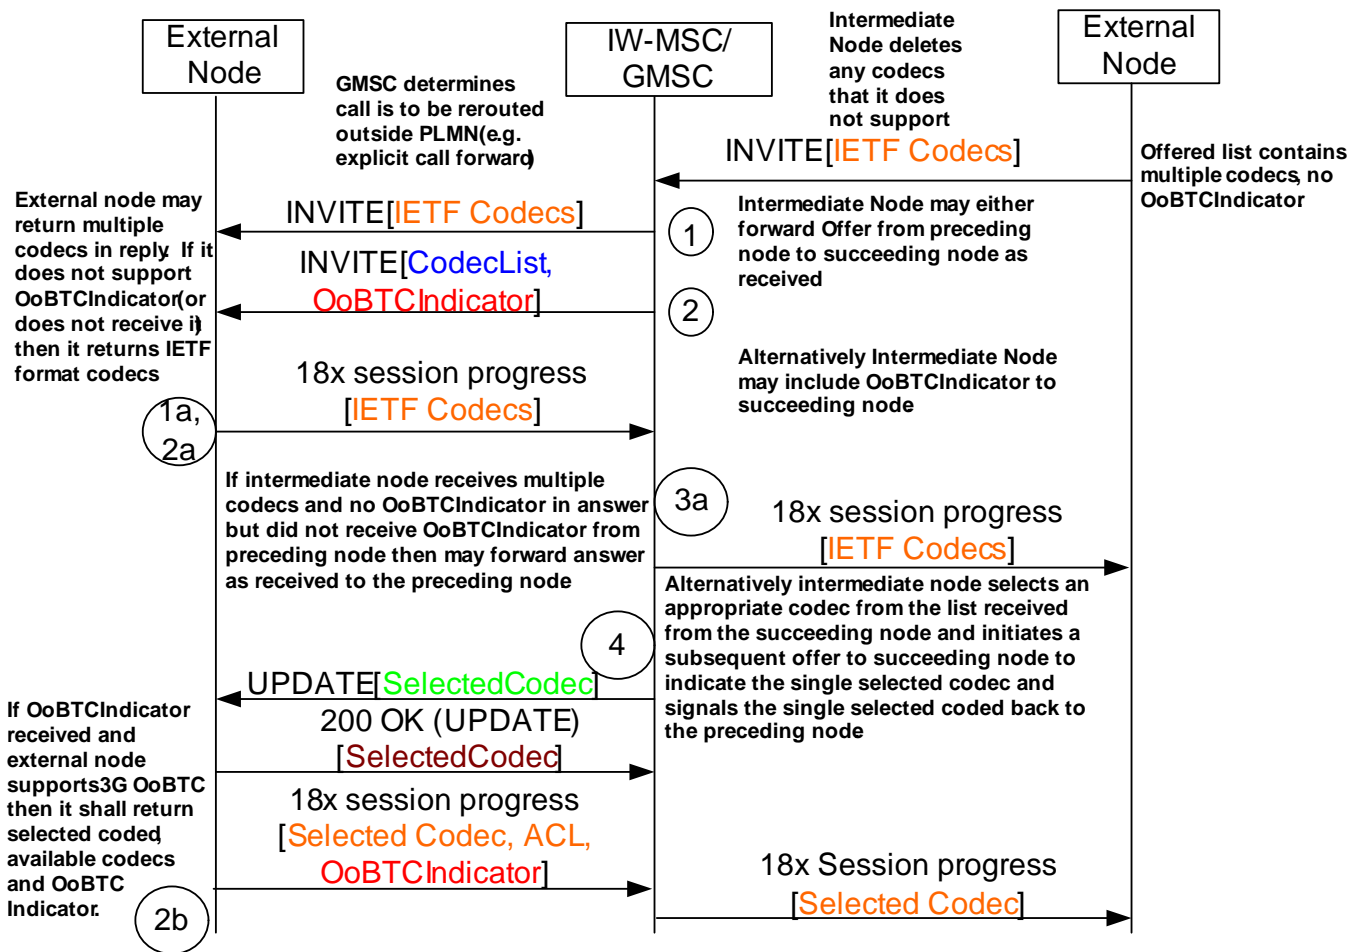 External
Node
IW-MSC/
GMSC
External
Node
Intermediate
Node deletes
any codecs
that it does
not support
GMSC determines
call is to be rerouted
outside PLMN(e.g.
explicit call forward)
INVITE[IETF Codecs]
Offered list contains
multiple codecs, no
OoBTCIndicator
External node may
return multiple
codecs in reply. If it
does not support
OoBTCIndicator(or
does not receive it)
then it returns IETF
format codecs
INVITE[IETF Codecs]
1
Intermediate Node may either
forward Offer from preceding
node to succeeding node as
received
INVITE[CodecList,
OoBTCIndicator]
2
Alternatively Intermediate Node
may include OoBTCIndicator to
succeeding node
18x session progress
[IETF Codecs]
1a,
2a
If intermediate node receives multiple
codecs and no OoBTCIndicator in answer
but did not receive OoBTCIndicator from
preceding node then may forward answer
as received to the preceding node
3a
18x session progress
[IETF Codecs]
Alternatively intermediate node selects an
appropriate codec from the list received
from the succeeding node and initiates a
subsequent offer to succeeding node to
indicate the single selected codec and
signals the single selected coded back to
the preceding node
4
UPDATE[SelectedCodec]
200 OK (UPDATE)
[SelectedCodec]
If OoBTCIndicator
received and
external node
supports3G OoBTC
then it shall return
selected coded,
available codecs
and OoBTC
Indicator.
18x session progress
[Selected Codec, ACL,
OoBTCIndicator]
2b
18x Session progress
[Selected Codec]